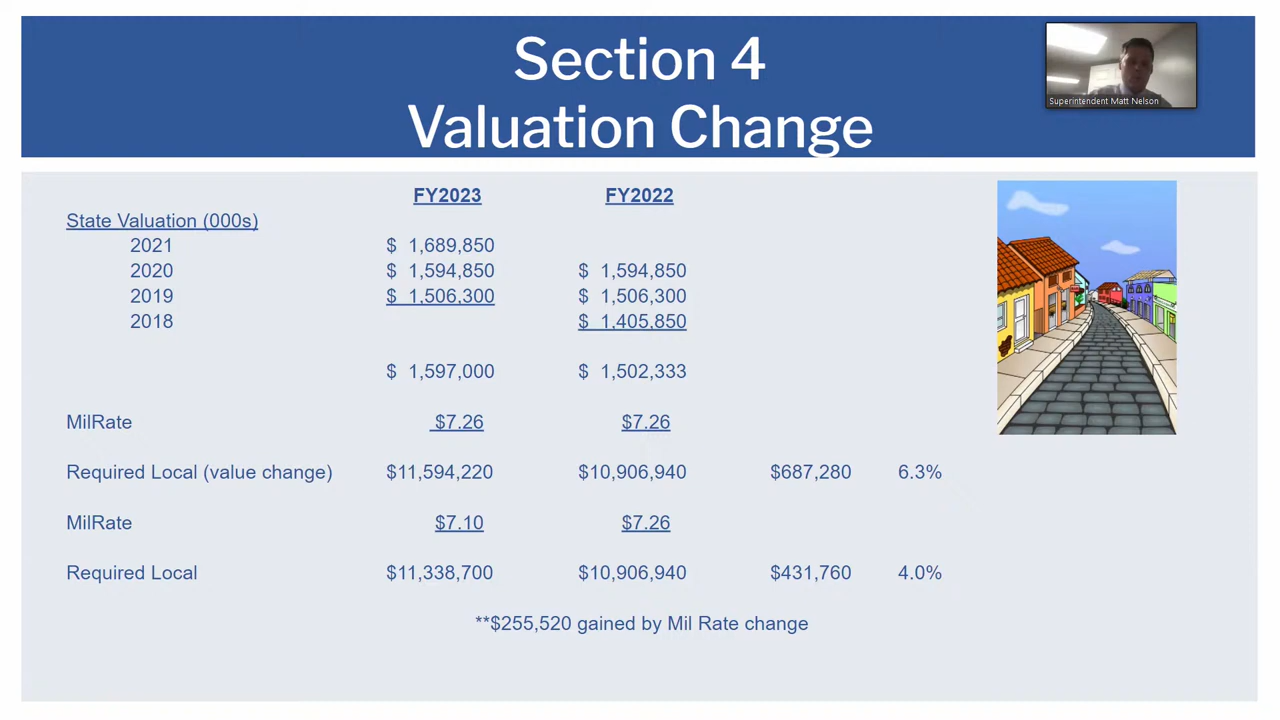 Section 4
Valuation Change
Superintendent Matt Nelson
FY2023 FY2022
State Valuation (000s)
2021 $ 1,689,850
2020 $ 1,594,850 $ 1,594,850
2019 $ 1,506,300 $ 1,506,300
2018 $ 1,405,850
$ 1,597,000 $ 1,502,333
MilRate $7.26 $7.26
Required Local (value change) $11,594,220 $10,906,940 $687,280 6.3%
MilRate $7.10 $7.26
Required Local $11,338,700 $10,906,940 $431,760 4.0%
**$255,520 gained by Mil Rate change